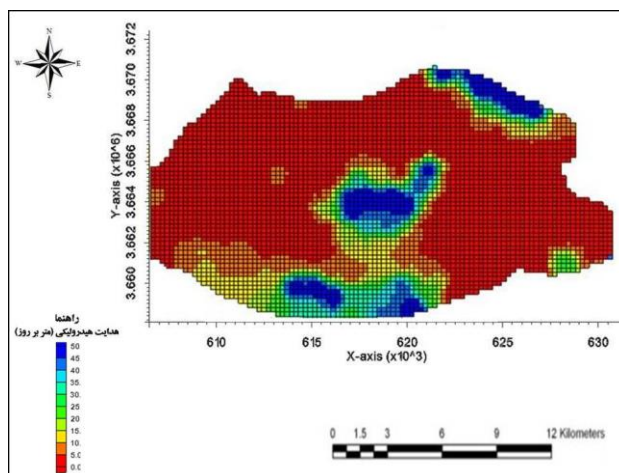 N
W E
S
3.672
3.670
3.668
3.666
3.664
3.662
3.660
Y-axis (x10^6)
610 615 620 625 630
X-axis (x10^3)
راهنما
هدایت هیدرولیکی (متر بر روز)
50
45
40.
35.
30.
25.
20.
15.
10.
5.0
0.0
0 1.5 3 6 9 12 Kilometers